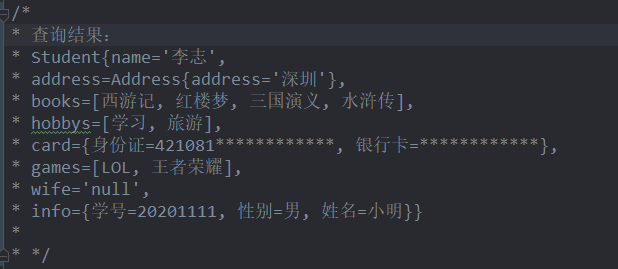 /*
* 查询结果：
* Student{name='李志',
* address=Address{address='深圳'},
* books=[西游记, 红楼梦, 三国演义, 水浒传],
* hobbys=[学习, 旅游],
* card={身份证=421081************, 银行卡=************},
* games=[LOL, 王者荣耀],
* wife='null',
* info={学号=20201111, 性别=男, 姓名=小明}}
*
* */